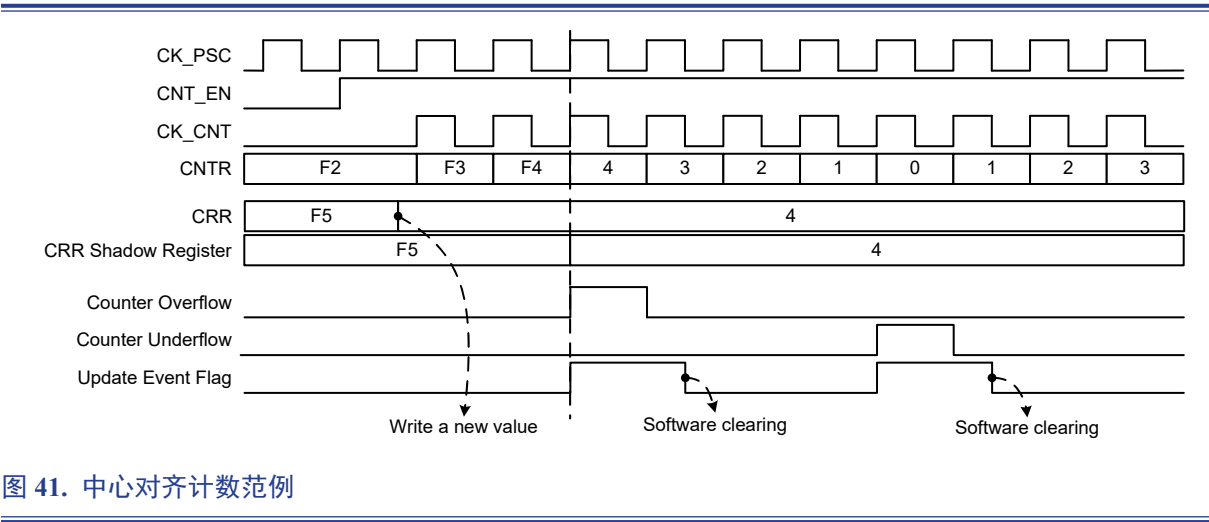 CK_PSC
CNT_EN
CK_CNT
CNTR F2 F3 F4 4 3 2 1 0 1 2 3
CRR F5 4
CRR Shadow Register F5 4
Counter Overflow
Counter Underflow
Update Event Flag
Write a new value Software clearing Software clearing
图 41. 中心对齐计数范例